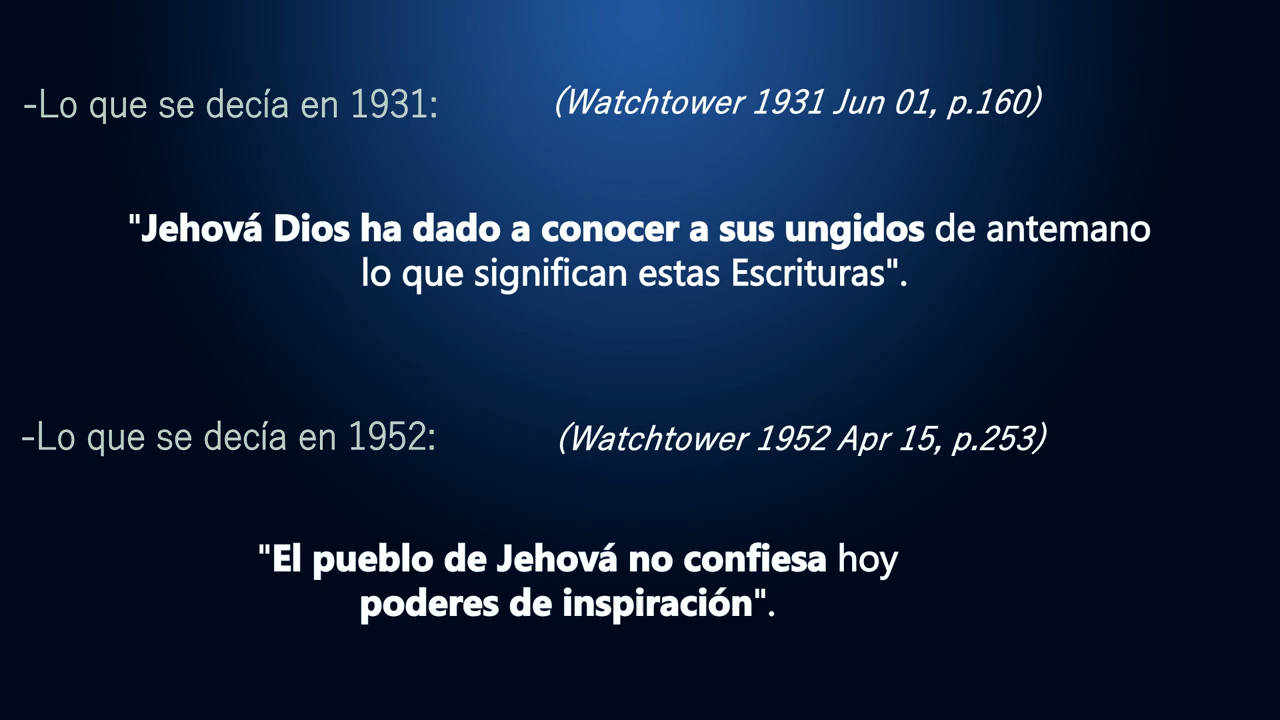 -Lo que se decía en 1931:
(Watchtower 1931 Jun 01, p.160)
"Jehová Dios ha dado a conocer a sus ungidos de antemano
lo que significan estas Escrituras".
-Lo que se decía en 1952:
(Watchtower 1952 Apr 15, p.253)
"El pueblo de Jehová no confiesa hoy
poderes de inspiración".